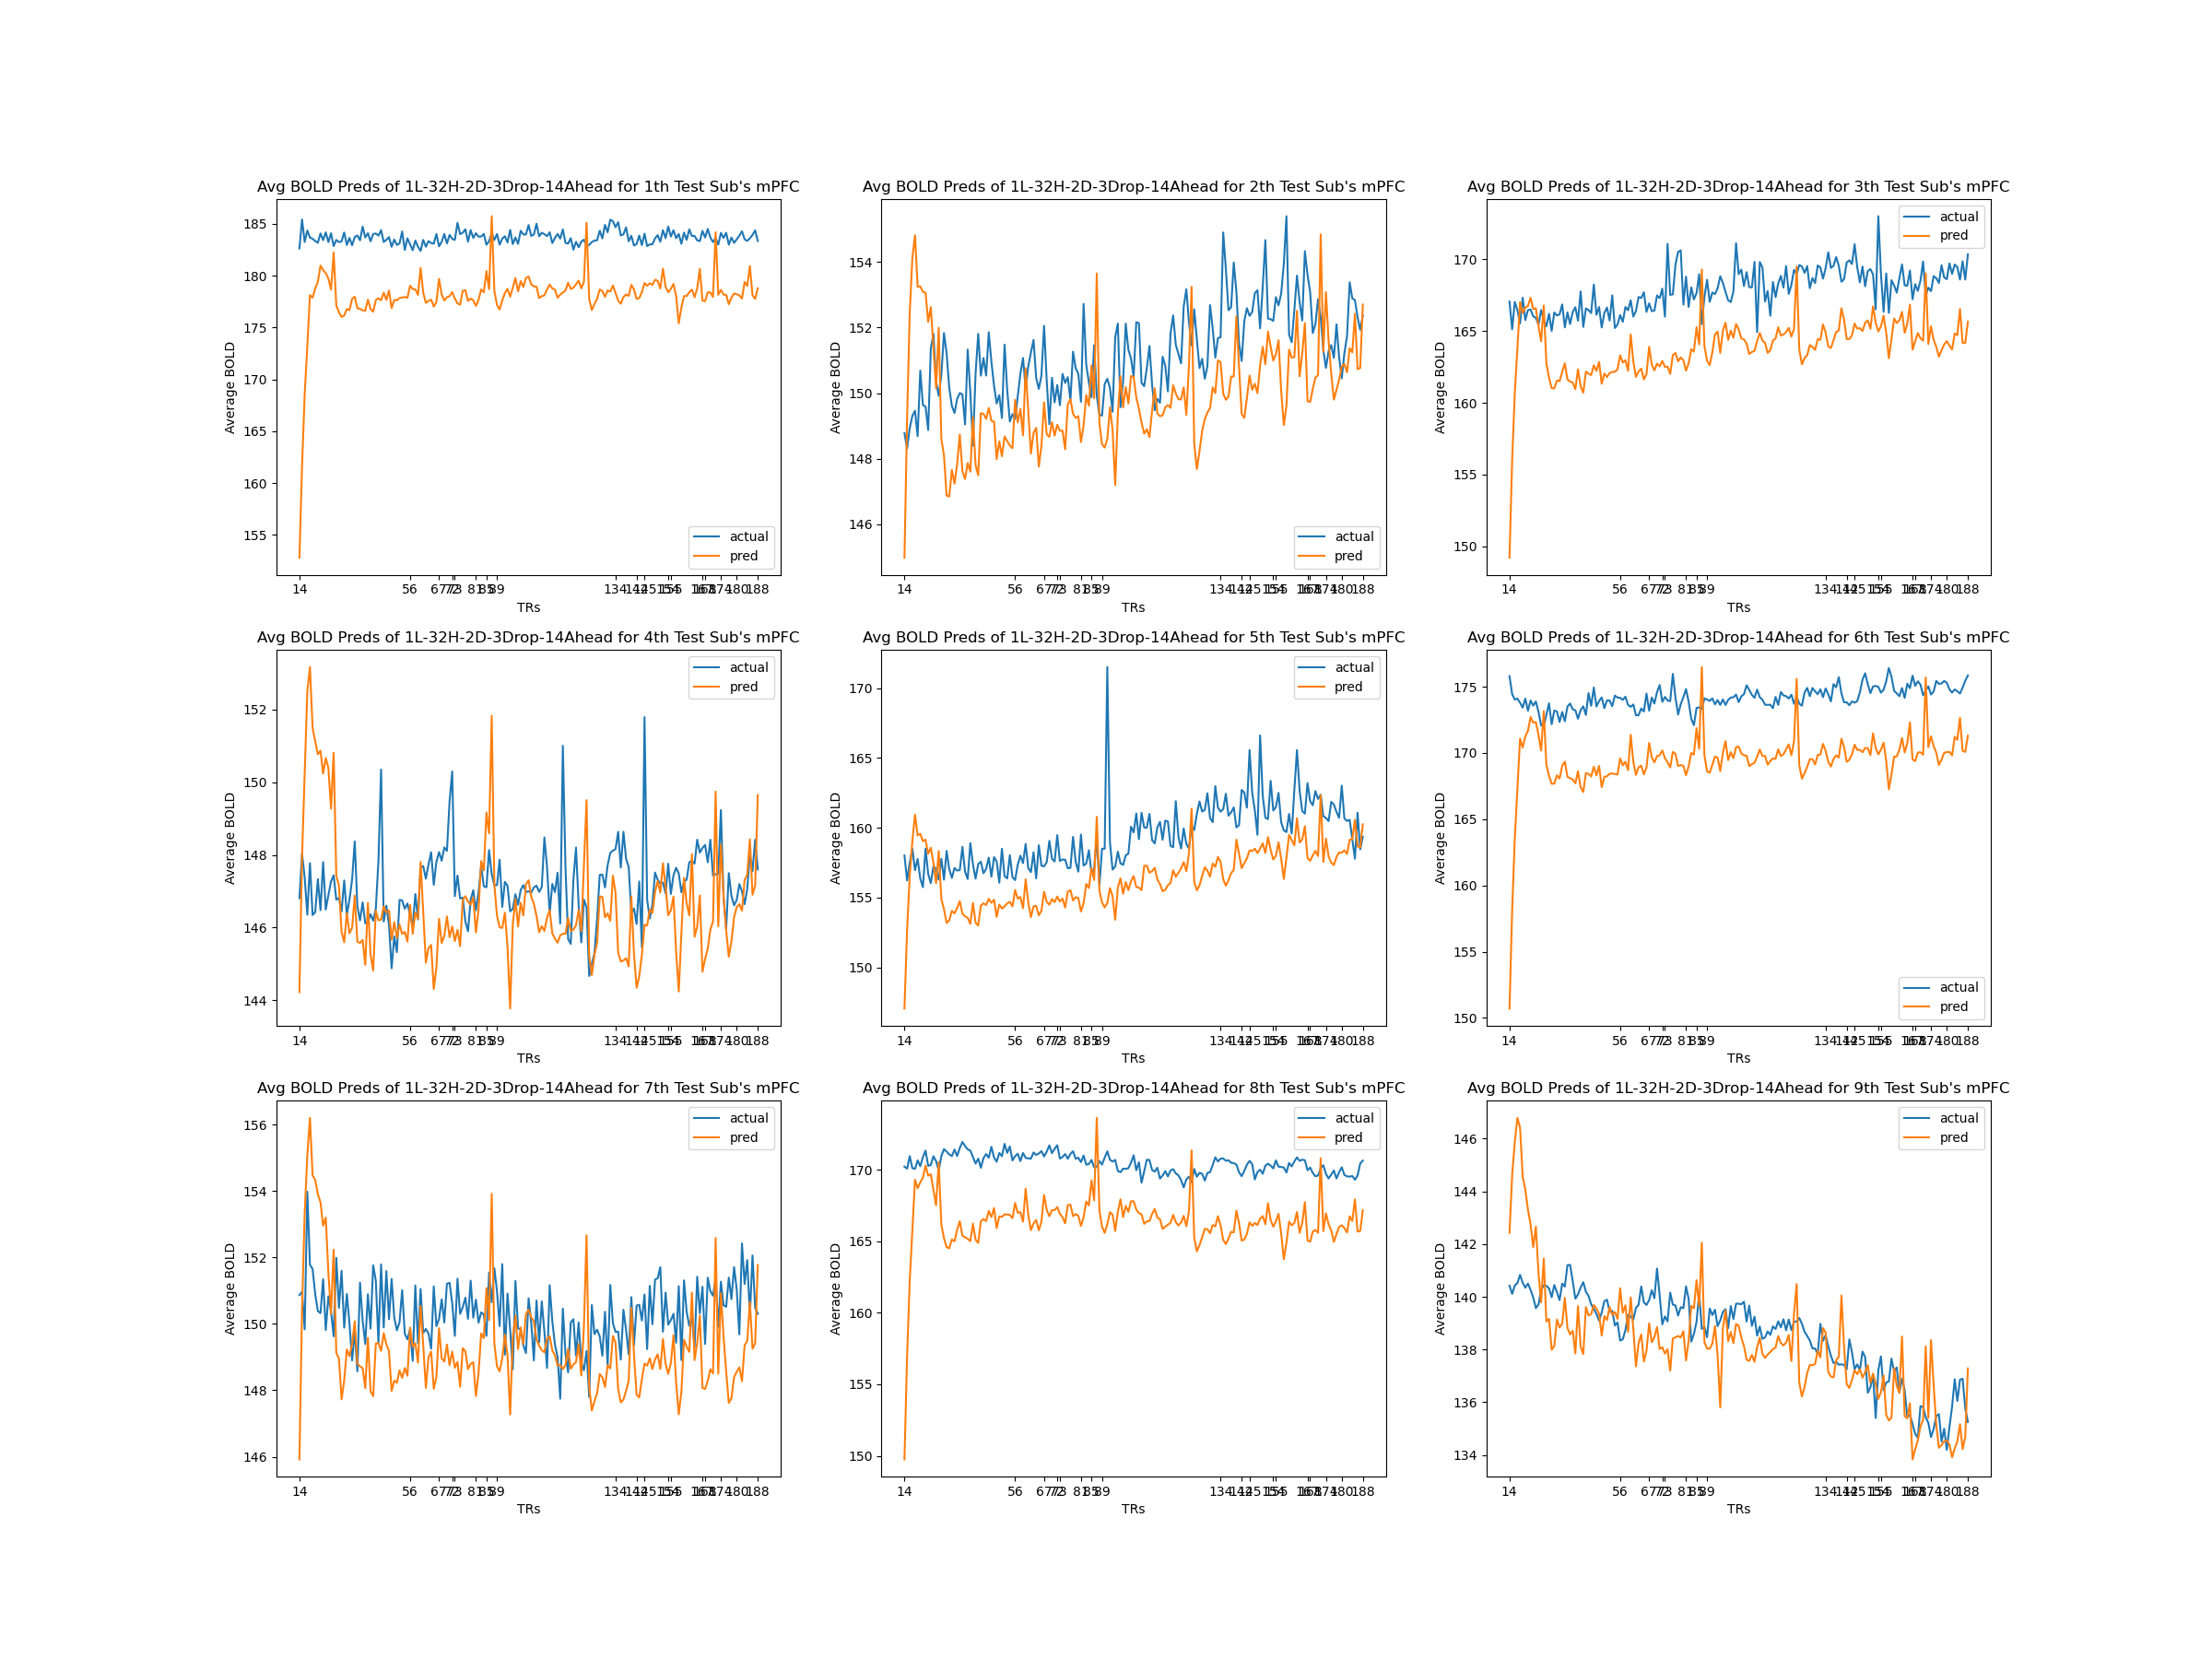 Avg BOLD Preds of 1L-32H-2D-3Drop-14Ahead for 1th Test Sub's mPFC
185
180
175
170
165
160
155
Average BOLD
actual
pred
14 56 134 188
TRs
Avg BOLD Preds of 1L-32H-2D-3Drop-14Ahead for 2th Test Sub's mPFC
154
152
150
148
146
Average BOLD
actual
pred
14 56 134 188
TRs
Avg BOLD Preds of 1L-32H-2D-3Drop-14Ahead for 3th Test Sub's mPFC
actual
pred
170
165
160
155
150
Average BOLD
14 56 134 188
TRs
Avg BOLD Preds of 1L-32H-2D-3Drop-14Ahead for 4th Test Sub's mPFC
actual
pred
152
150
148
146
144
Average BOLD
14 56 134 188
TRs
Avg BOLD Preds of 1L-32H-2D-3Drop-14Ahead for 5th Test Sub's mPFC
actual
pred
170
165
160
155
150
Average BOLD
14 56 134 188
TRs
Avg BOLD Preds of 1L-32H-2D-3Drop-14Ahead for 6th Test Sub's mPFC
175
170
165
160
155
150
Average BOLD
actual
pred
14 56 134 188
TRs
Avg BOLD Preds of 1L-32H-2D-3Drop-14Ahead for 7th Test Sub's mPFC
actual
pred
156
154
152
150
148
146
Average BOLD
14 56 134 188
TRs
Avg BOLD Preds of 1L-32H-2D-3Drop-14Ahead for 8th Test Sub's mPFC
actual
pred
170
165
160
155
150
Average BOLD
14 56 134 188
TRs
Avg BOLD Preds of 1L-32H-2D-3Drop-14Ahead for 9th Test Sub's mPFC
actual
pred
146
144
142
140
138
136
134
Average BOLD
14 56 134 188
TRs